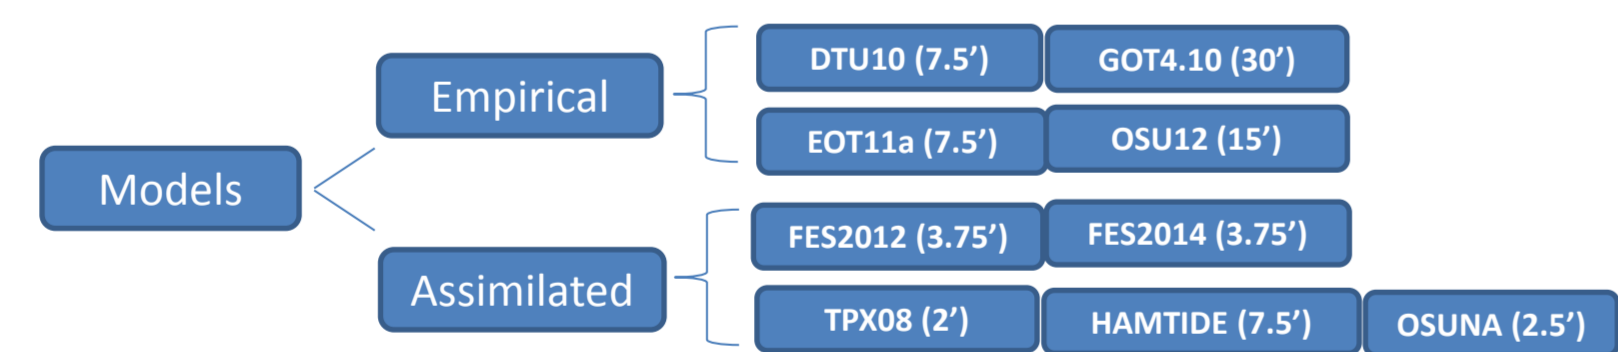 Models
Empirical
DTU10 (7.5’)
GOT4.10 (30’)
EOT11a (7.5’)
OSU12 (15’)
Assimilated
FES2012 (3.75’)
FES2014 (3.75’)
TPX08 (2’)
HAMTIDE (7.5’)
OSUNA (2.5’)